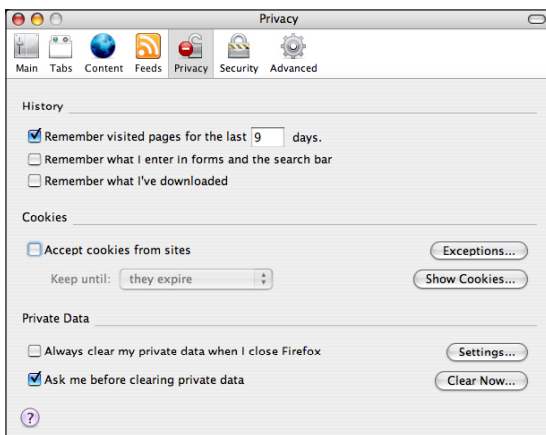 Privacy
Main Tabs Content Feeds Privacy Security Advanced
History
Remember visited pages for the last 9 days.
Remember what I enter in forms and the search bar
Remember what I've downloaded
Cookies
Accept cookies from sites Exceptions...
Keep until: they expire Show Cookies...
Private Data
Always clear my private data when I close Firefox Settings...
Ask me before clearing private data Clear Now...
?